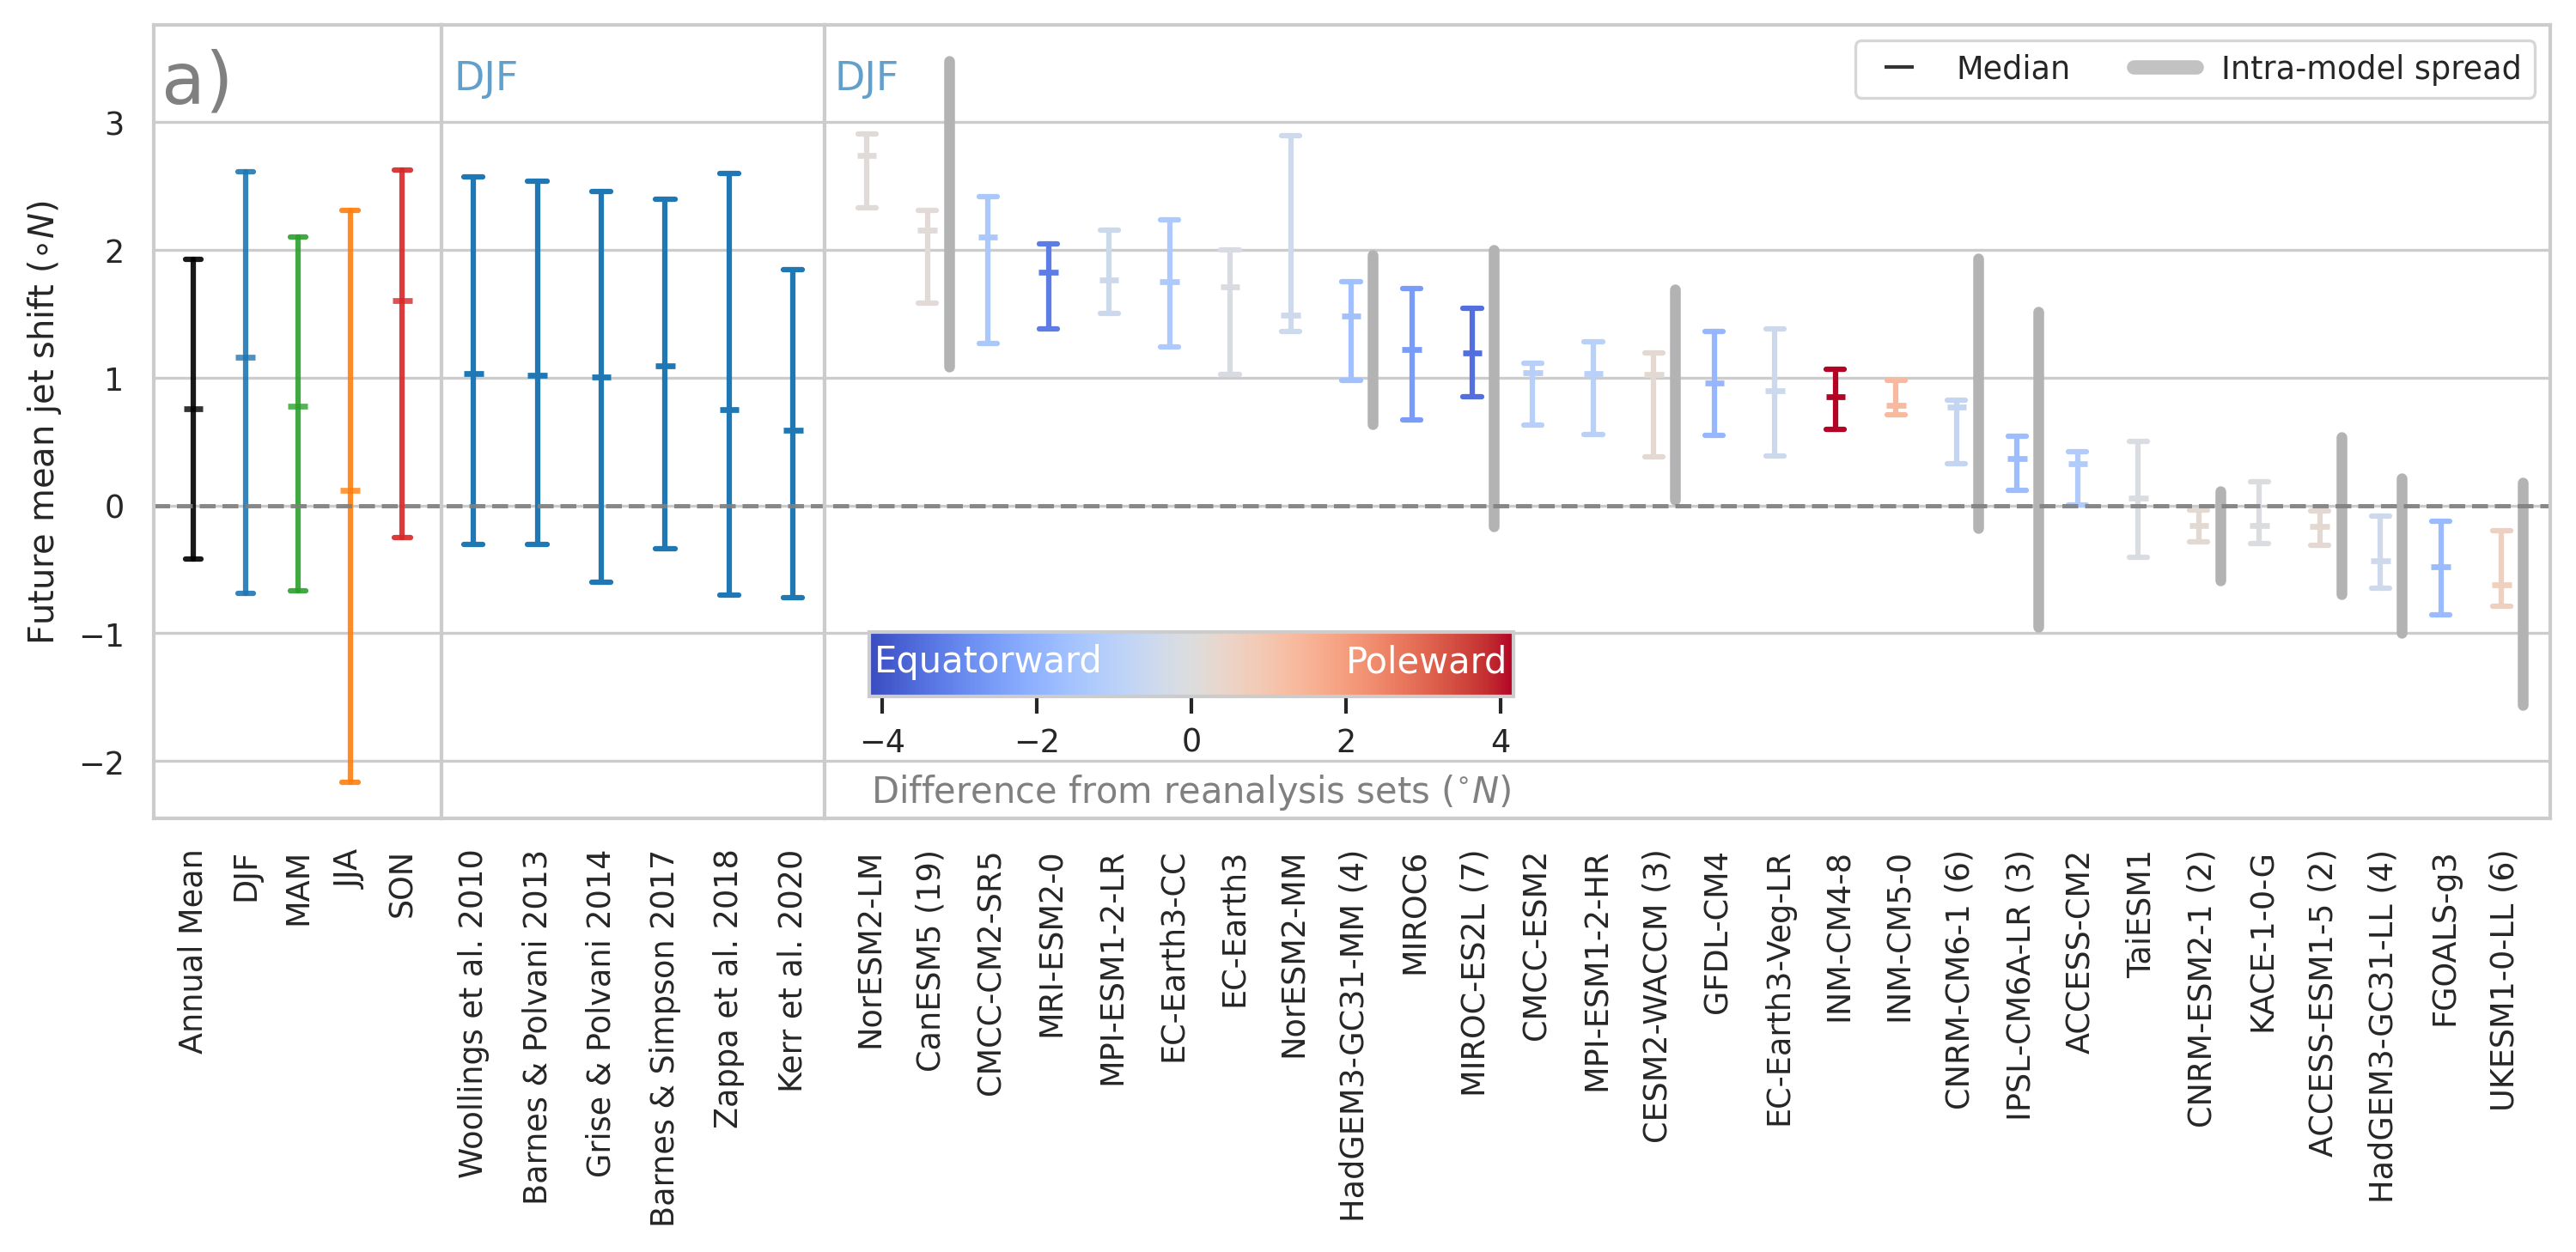 a)
DJF
DJF
Median
Intra-model spread
Future mean jet shift (∘N)
3
2
1
0
−1
−2
Equatorward
Poleward
−4
−2
0
2
4
Difference from reanalysis sets (°N)
Annual Mean
DJF
MAM
JJA
SON
Woollings et al. 2010
Barnes & Polvani 2013
Grise & Polvani 2014
Barnes & Simpson 2017
Zappa et al. 2018
Kerr et al. 2020
NorESM2-LM
CanESM5 (19)
CMCC-CM2-SR5
MRI-ESM2-0
MPI-ESM1-2-LR
EC-Earth3-CC
EC-Earth3
NorESM2-MM
HadGEM3-GC31-MM (4)
MIROC6
MIROC-ES2L (7)
CMCC-ESM2
MPI-ESM1-2-HR
CESM2-WACCM (3)
GFDL-CM4
EC-Earth3-Veg-LR
INM-CM4-8
INM-CM5-0
CNRM-CM6-1 (6)
IPSL-CM6A-LR (3)
ACCESS-CM2
TaiESM1
CNRM-ESM2-1 (2)
KACE-1-0-G
ACCESS-ESM1-5 (2)
HadGEM3-GC31-LL (4)
FGOALS-g3
UKESM1-0-LL (6)